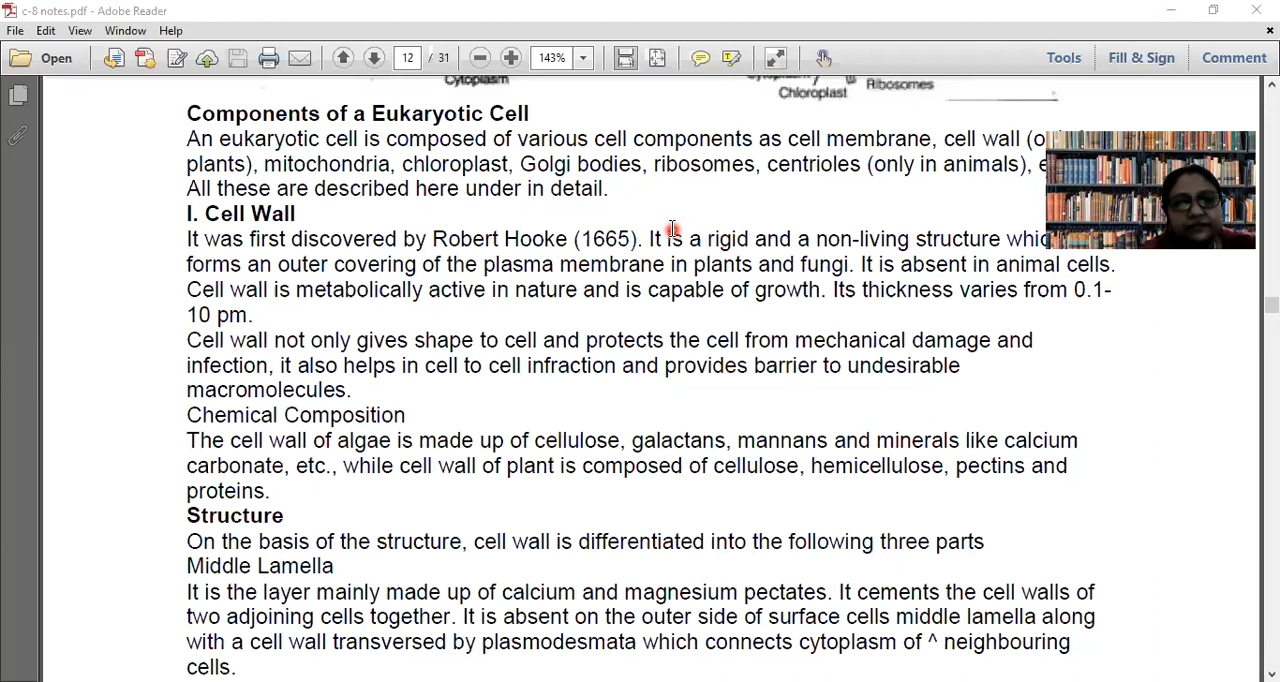 c-8 notes.pdf - Adobe Reader
File Edit View Window Help
Open 12 / 31 143% Tools Fill & Sign Comment
Cytoplasm
Chloroplast Ribosomes
Components of a Eukaryotic Cell
An eukaryotic cell is composed of various cell components as cell membrane, cell wall
plants), mitochondria, chloroplast, Golgi bodies, ribosomes, centrioles (only in animals),
All these are described here under in detail.
I. Cell Wall
It was first discovered by Robert Hooke (1665). It is a rigid and a non-living structure
forms an outer covering of the plasma membrane in plants and fungi. It is absent in animal cells.
Cell wall is metabolically active in nature and is capable of growth. Its thickness varies from 0.1-
10 pm.
Cell wall not only gives shape to cell and protects the cell from mechanical damage and
infection, it also helps in cell to cell infraction and provides barrier to undesirable
macromolecules.
Chemical Composition
The cell wall of algae is made up of cellulose, galactans, mannans and minerals like calcium
carbonate, etc., while cell wall of plant is composed of cellulose, hemicellulose, pectins and
proteins.
Structure
On the basis of the structure, cell wall is differentiated into the following three parts
Middle Lamella
It is the layer mainly made up of calcium and magnesium pectates. It cements the cell walls of
two adjoining cells together. It is absent on the outer side of surface cells middle lamella along
with a cell wall transversed by plasmodesmata which connects cytoplasm of ^ neighbouring
cells.